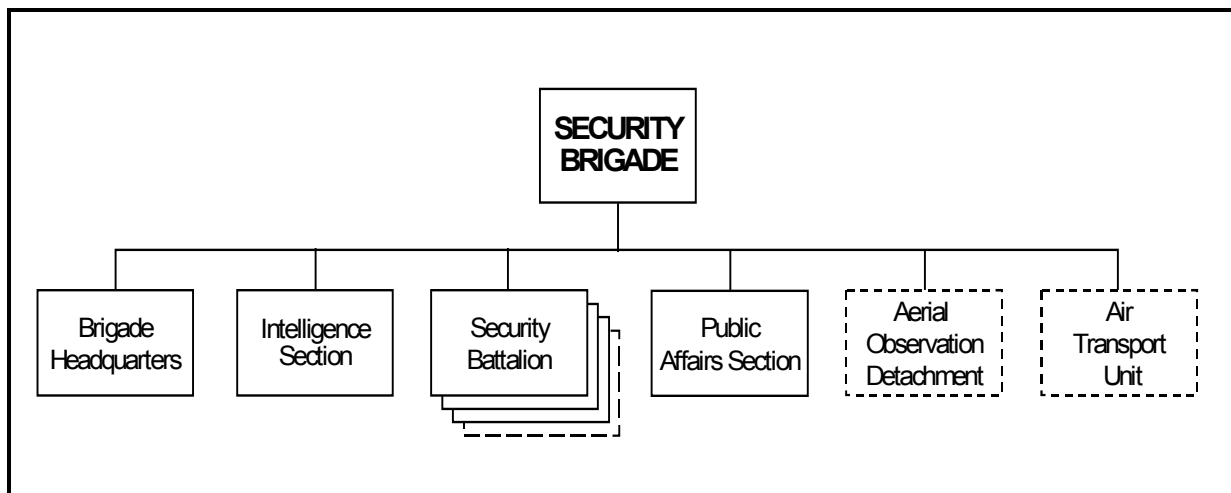 SECURITY
BRIGADE
Brigade
Headquarters
Intelligence
Section
Security
Battalion
Public
Affairs Section
Aerial
Observation
Detachment
Air
Transport
Unit